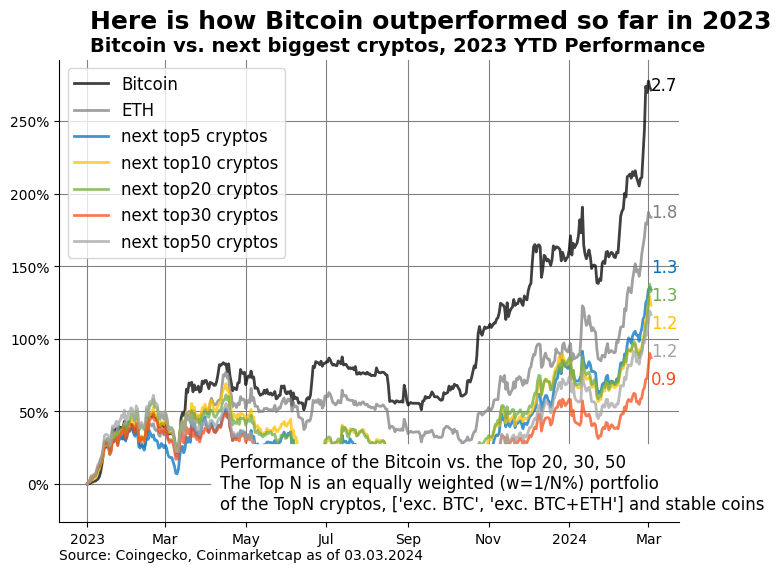 Here is how Bitcoin outperformed so far in 2023
Bitcoin vs. next biggest cryptos, 2023 YTD Performance
Bitcoin
ETH
next top5 cryptos
next top10 cryptos
next top20 cryptos
next top30 cryptos
next top50 cryptos
250%
200%
150%
100%
50%
0%
2.7
1.8
1.3
1.3
1.2
1.2
0.9
Performance of the Bitcoin vs. the Top 20, 30, 50
The Top N is an equally weighted (w=1/N%) portfolio
of the TopN cryptos, ['exc. BTC', 'exc. BTC+ETH'] and stable coins
2023 Mar May Jul Sep Nov 2024 Mar
Source: Coingecko, Coinmarketcap as of 03.03.2024